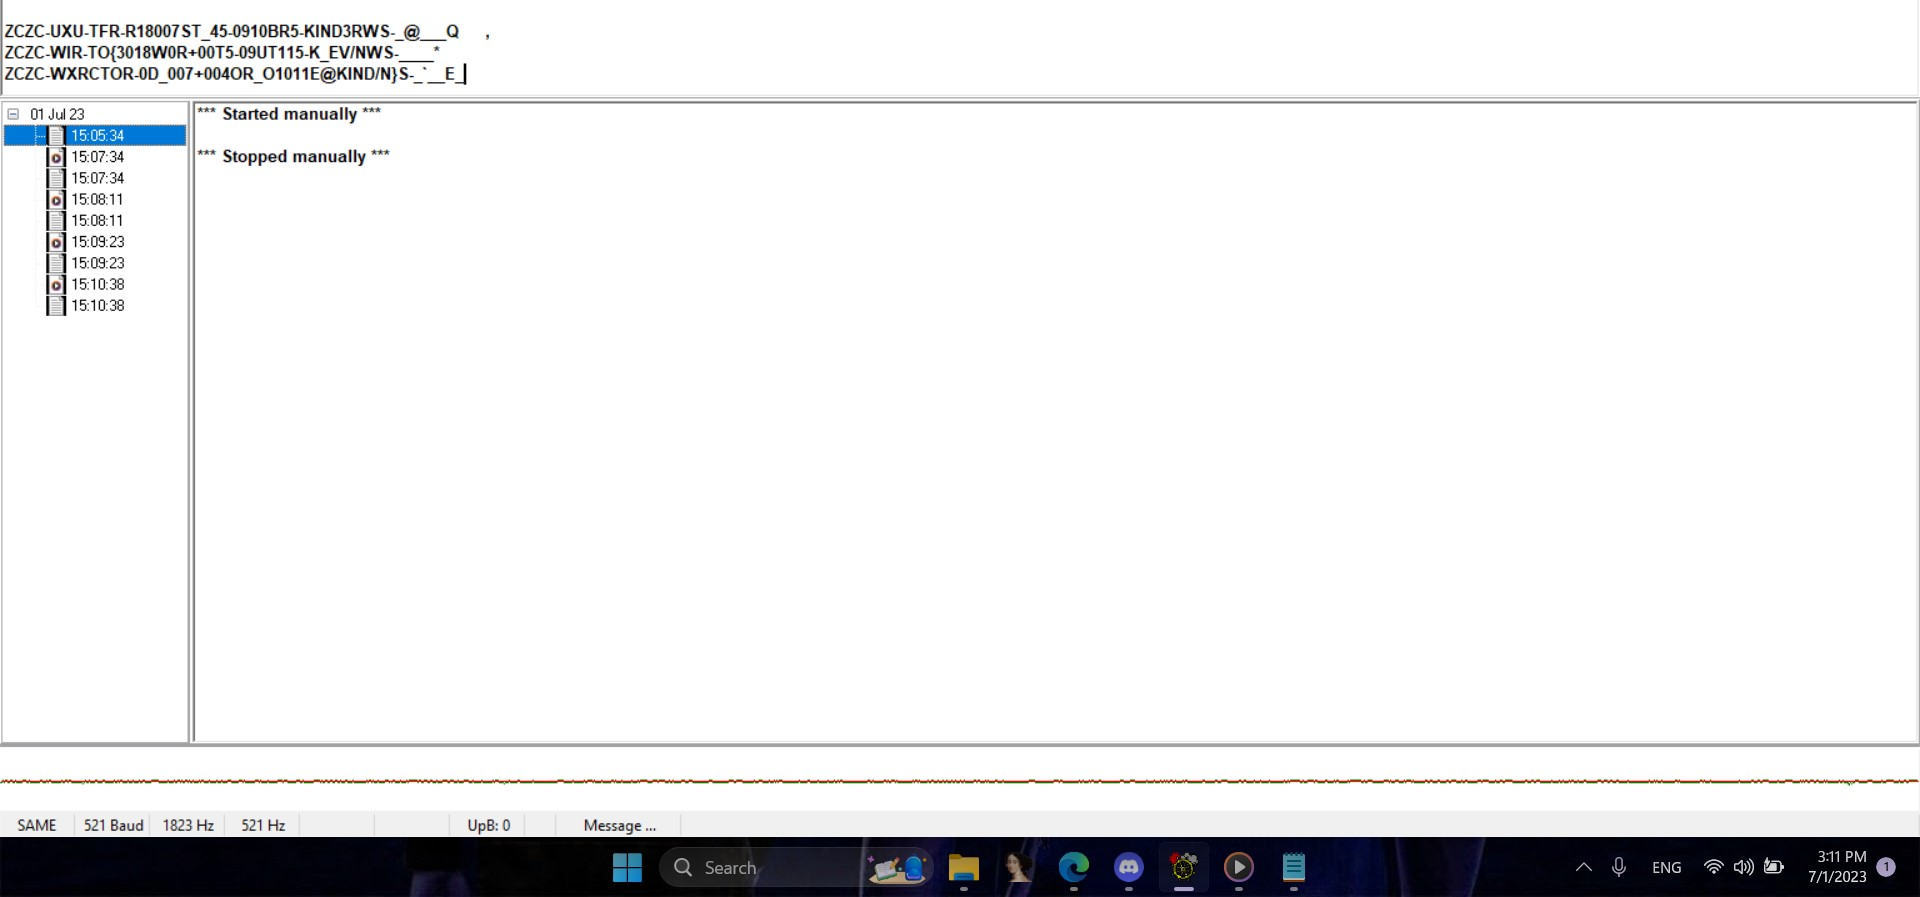 ZCZC-UXU-TFR-R18007ST_45-0910BR5-KIND3RWS-_@___Q ,
ZCZC-WIR-TO{3018W0R+00T5-09UT115-K_EV/NWS-____*
ZCZC-WXRCTOR-0D_007+004OR_O1011E@KIND/N}S-_`__E_
01 Jul 23
15:05:34
15:07:34
15:07:34
15:08:11
15:08:11
15:09:23
15:09:23
15:10:38
15:10:38
*** Started manually ***
*** Stopped manually ***
SAME 521 Baud 1823 Hz 521 Hz UpB: 0 Message ...
Search
ENG
3:11 PM
7/1/2023
1